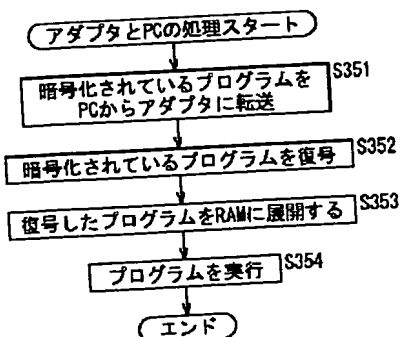 アダプタとPCの処理スタート
暗号化されているプログラムを
PCからアダプタに転送
S351
暗号化されているプログラムを復号
S352
復号したプログラムをRAMに展開する
S353
プログラムを実行
S354
エンド